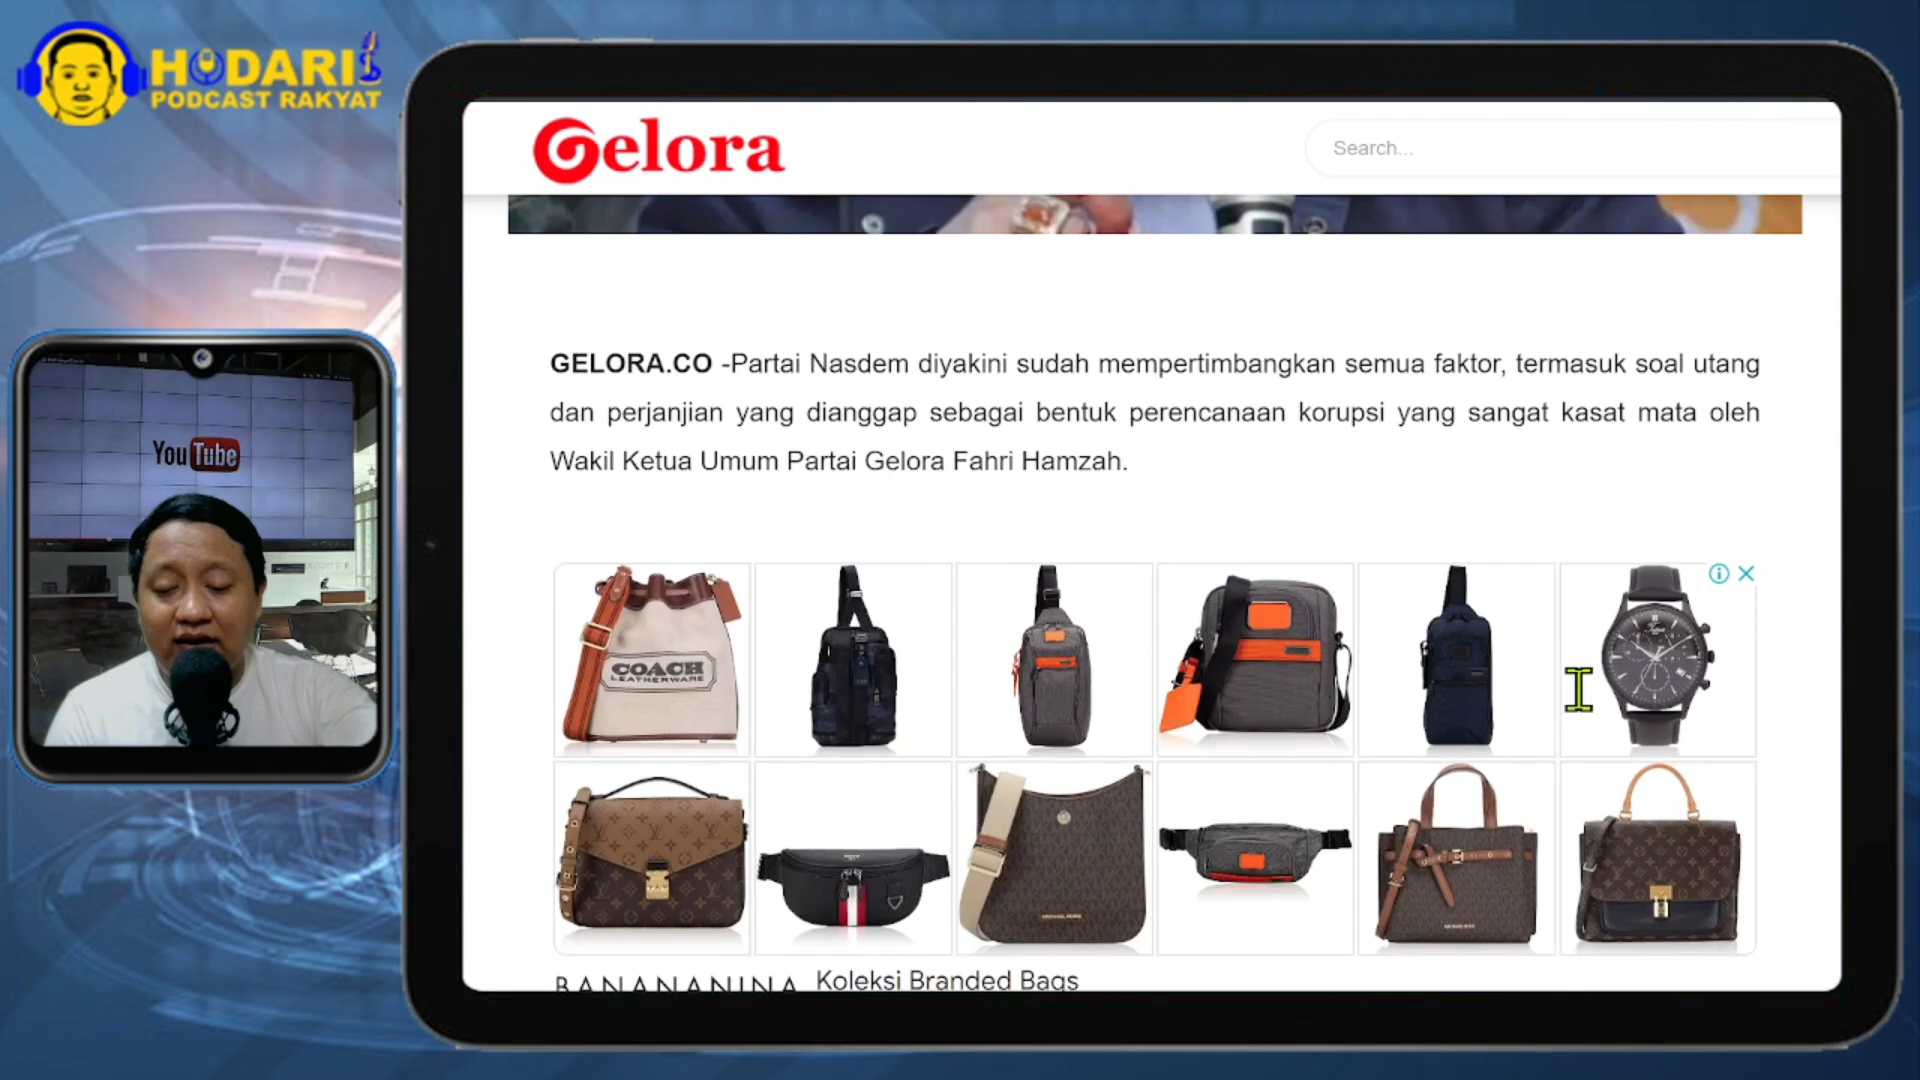 HODARI
PODCAST RAKYAT
Gelora
Search...
GELORA.CO -Partai Nasdem diyakini sudah mempertimbangkan semua faktor, termasuk soal utang
dan perjanjian yang dianggap sebagai bentuk perencanaan korupsi yang sangat kasat mata oleh
Wakil Ketua Umum Partai Gelora Fahri Hamzah.
YouTube
COACH
LEATHERWARE
MICHAEL KORS
BANANANINA Koleksi Branded Bags